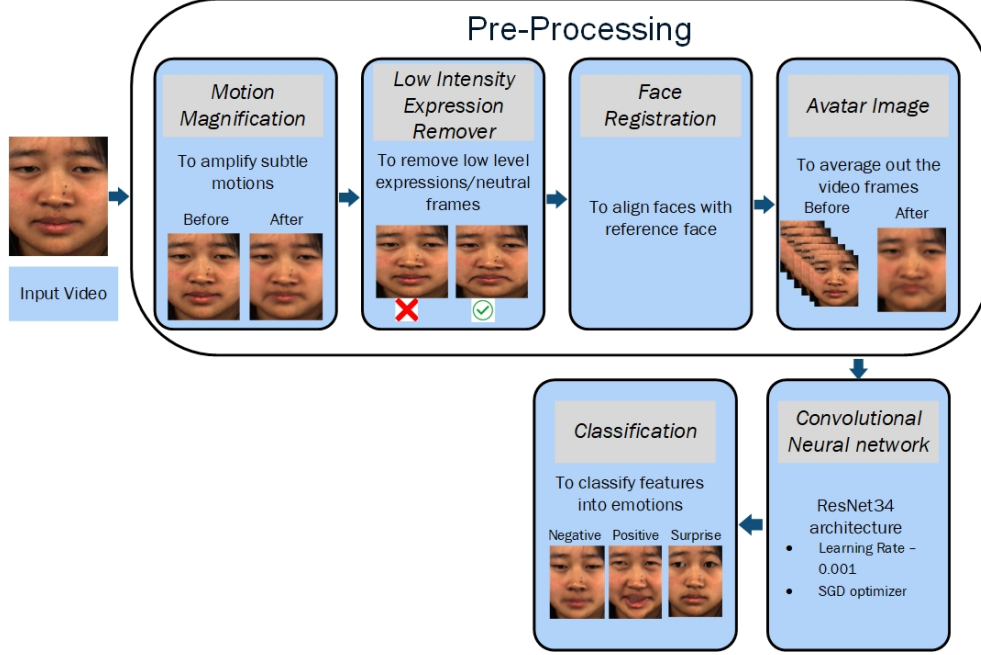 Pre-Processing
Motion
Magnification
To amplify subtle
motions
Before
After
Low Intensity
Expression
Remover
To remove low level
expressions/neutral
frames
Face
Registration
To align faces with
reference face
Avatar Image
To average out the
video frames
Before
After
Input Video
Convolutional
Neural network
ResNet34
architecture
• Learning Rate –
0.001
• SGD optimizer
Classification
To classify features
into emotions
Negative
Positive
Surprise